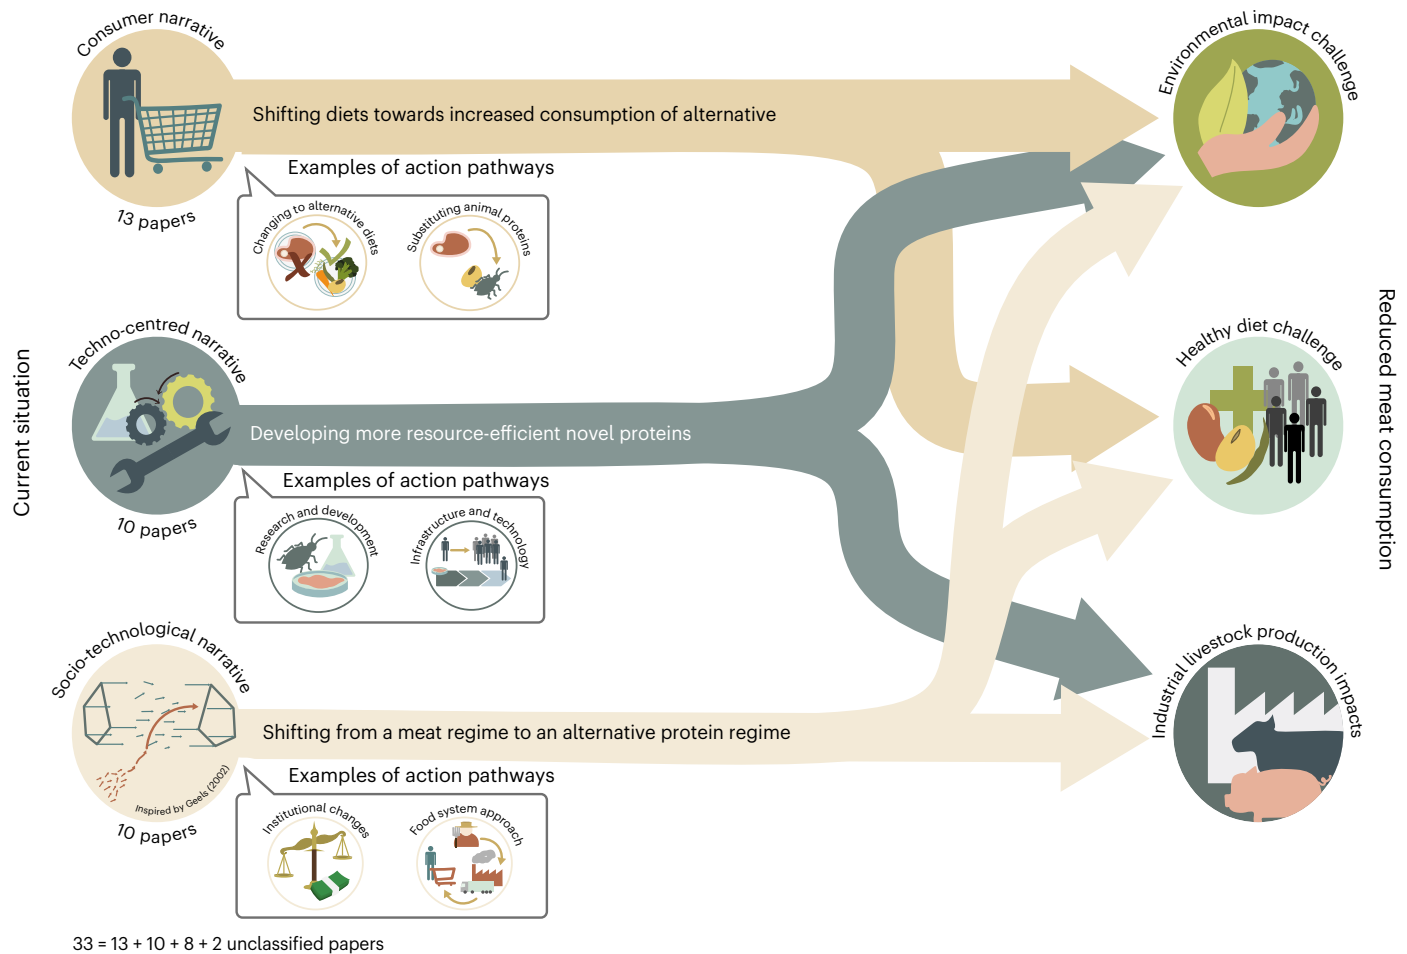 Consumer narrative
Shifting diets towards increased consumption of alternative
Examples of action pathways
Changing to alternative diets
Substituting animal proteins
13 papers
Environmental impact challenge
Current situation
Techno-centred narrative
Developing more resource-efficient novel proteins
Examples of action pathways
Research and development
Infrastructure and technology
10 papers
Healthy diet challenge
Reduced meat consumption
Socio-technological narrative
Inspired by Geels (2002)
Shifting from a meat regime to an alternative protein regime
Examples of action pathways
Institutional changes
Food system approach
10 papers
Industrial livestock production impacts
33 = 13 + 10 + 8 + 2 unclassified papers